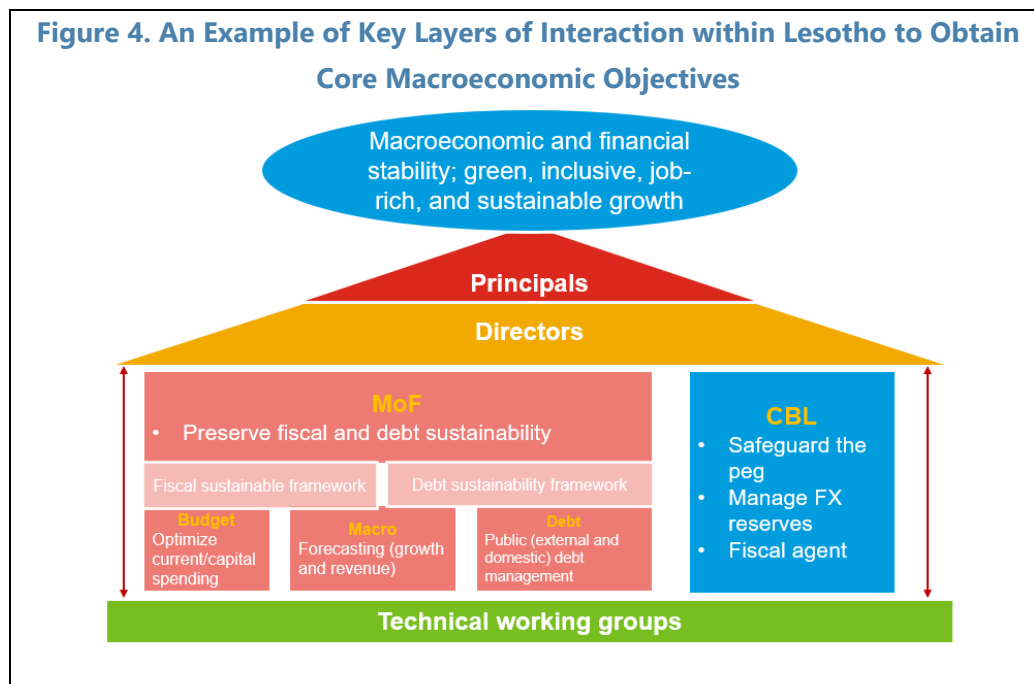 Figure 4. An Example of Key Layers of Interaction within Lesotho to Obtain
Core Macroeconomic Objectives
Macroeconomic and financial
stability; green, inclusive, job-
rich, and sustainable growth
Principals
Directors
MoF
• Preserve fiscal and debt sustainability
Fiscal sustainable framework
Debt sustainability framework
Budget
Optimize
current/capital
spending
Macro
Forecasting (growth
and revenue)
Debt
Public (external and
domestic) debt
management
CBL
• Safeguard the
peg
• Manage FX
reserves
• Fiscal agent
Technical working groups